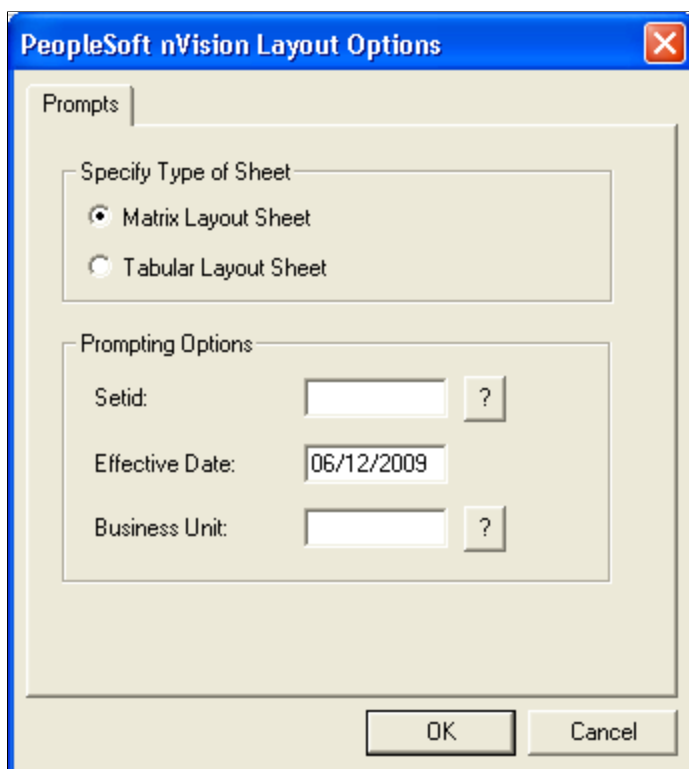 PeopleSoft nVision Layout Options
Prompts
Specify Type of Sheet
Matrix Layout Sheet
Tabular Layout Sheet
Prompting Options
Setid: ?
Effective Date: 06/12/2009
Business Unit: ?
OK Cancel